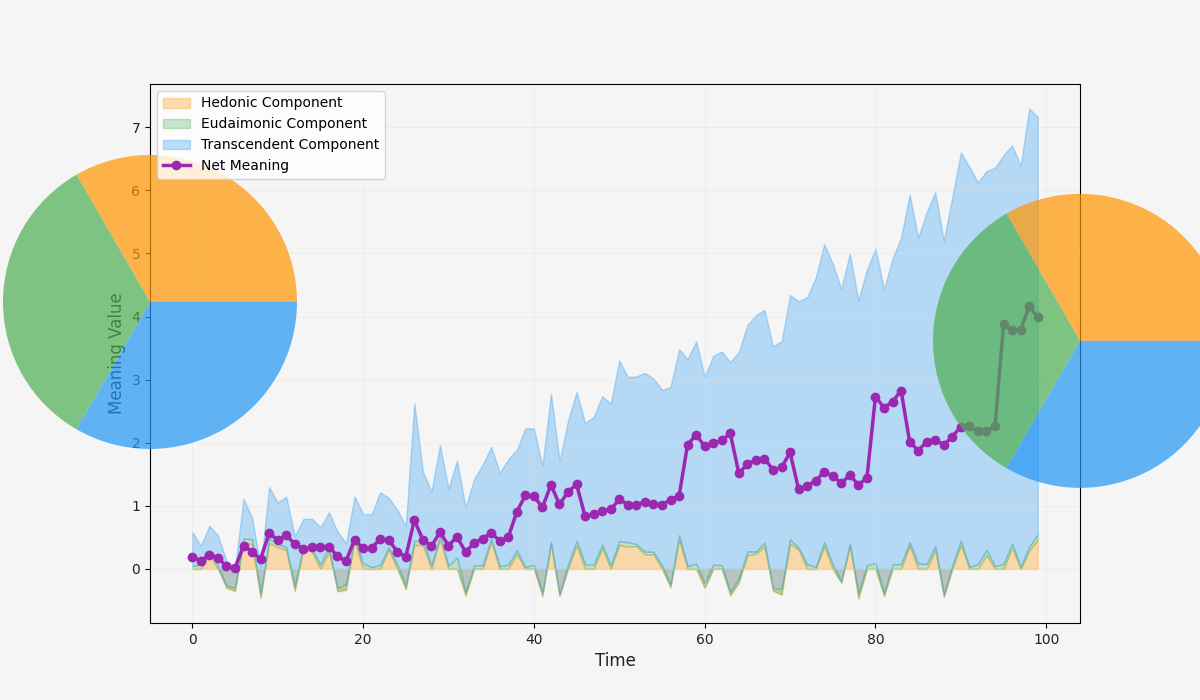 Hedonic Component
Eudaimonic Component
Transcendent Component
Net Meaning
7
6
5
4
3
2
1
0
Meaning Value
0 20 40 60 80 100
Time